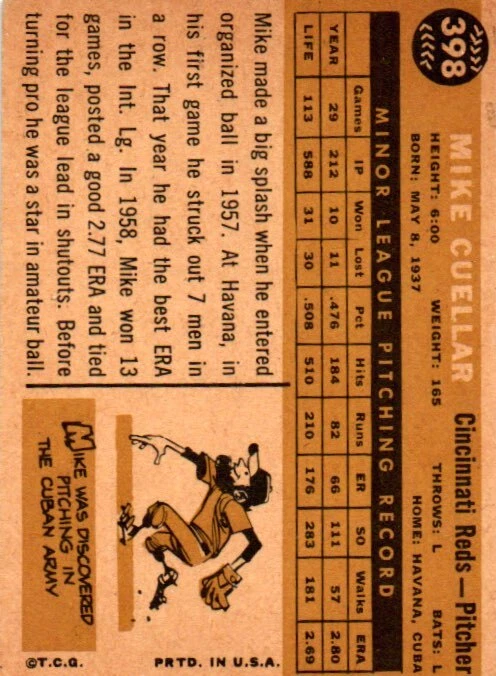 398
MIKE CUELLAR Cincinnati Reds—Pitcher
HEIGHT: 6:00 WEIGHT: 165 THROWS: L BATS: L
BORN: MAY 8, 1937 HOME: HAVANA, CUBA
MINOR LEAGUE PITCHING RECORD
Games IP Won Lost Pct Hits Runs ER SO Walks ERA
YEAR 29 212 10 11 .476 184 82 66 111 57 2.80
LIFE 113 588 31 30 .508 510 210 176 283 181 2.69
Mike made a big splash when he entered
organized ball in 1957. At Havana, in
his first game he struck out 7 men in
a row. That year he had the best ERA
in the Int. Lg. In 1958, Mike won 13
games, posted a good 2.77 ERA and tied
for the league lead in shutouts. Before
turning pro he was a star in amateur ball.
MIKE WAS DISCOVERED
PITCHING IN
THE CUBAN ARMY
©T.C.G. PRTD. IN U.S.A.